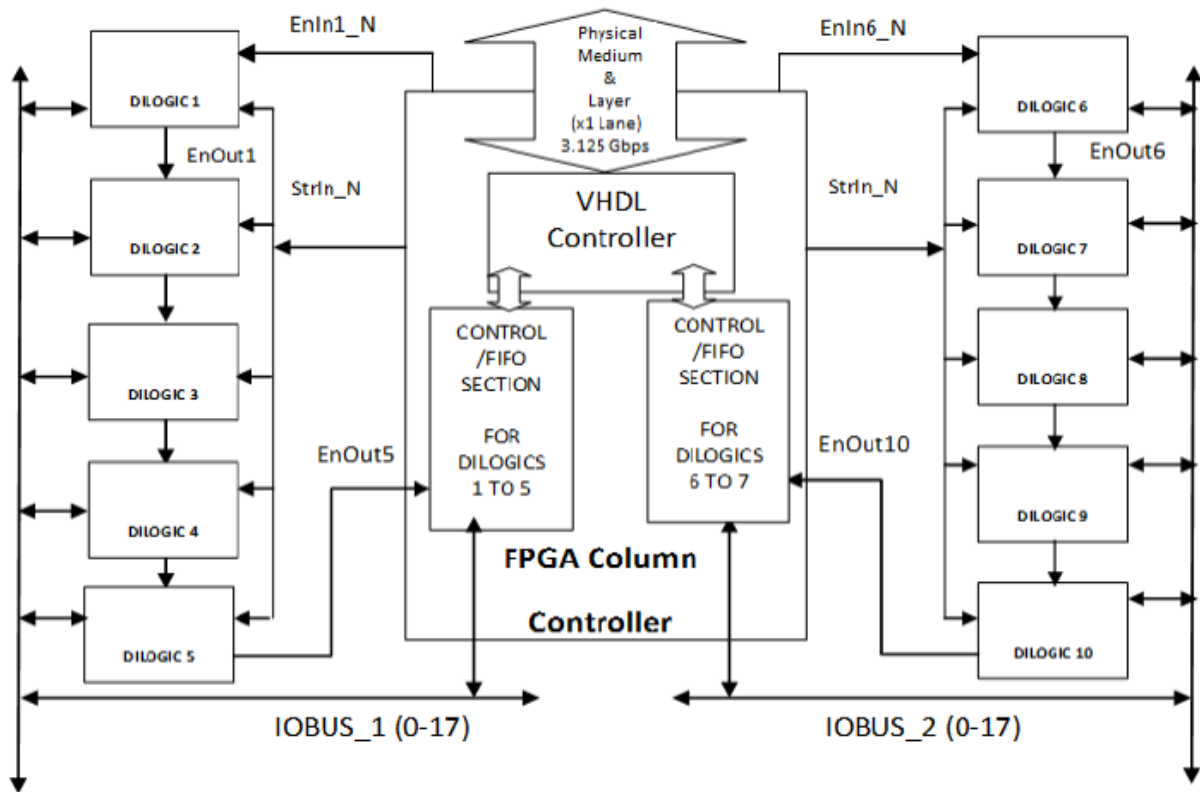 EnIn1_N
Physical
Medium
&
Layer
(x1 Lane)
3.125 Gbps
EnIn6_N
DILOGIC 1
DILOGIC 6
EnOut1
EnOut6
StrIn_N
StrIn_N
VHDL
Controller
DILOGIC 2
DILOGIC 7
CONTROL
/FIFO
SECTION
FOR
DILOGICS
1 TO 5
CONTROL
/FIFO
SECTION
FOR
DILOGICS
6 TO 7
DILOGIC 3
DILOGIC 8
EnOut5
EnOut10
DILOGIC 4
DILOGIC 9
FPGA Column
Controller
DILOGIC 5
DILOGIC 10
IOBUS_1 (0-17)
IOBUS_2 (0-17)